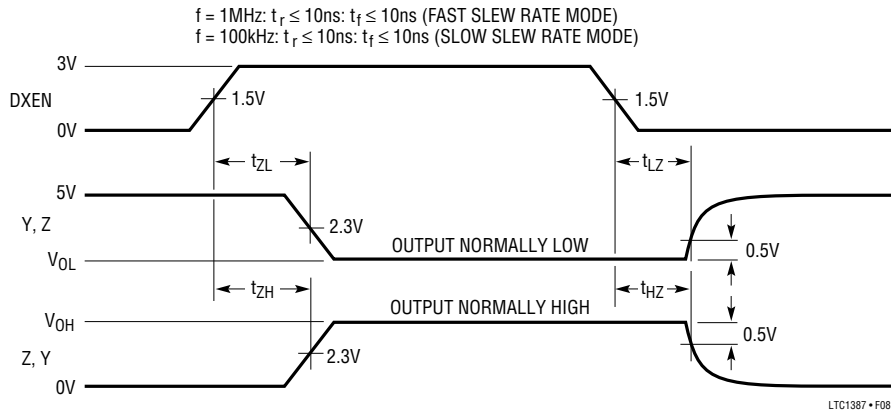 f = 1MHz: tr ≤ 10ns: tf ≤ 10ns (FAST SLEW RATE MODE)
f = 100kHz: tr ≤ 10ns: tf ≤ 10ns (SLOW SLEW RATE MODE)
3V
DXEN
1.5V
1.5V
0V
tZL
tLZ
5V
Y, Z
2.3V
OUTPUT NORMALLY LOW
0.5V
VOL
tZH
tHZ
OUTPUT NORMALLY HIGH
VOH
0.5V
Z, Y
2.3V
0V
LTC1387 • F08